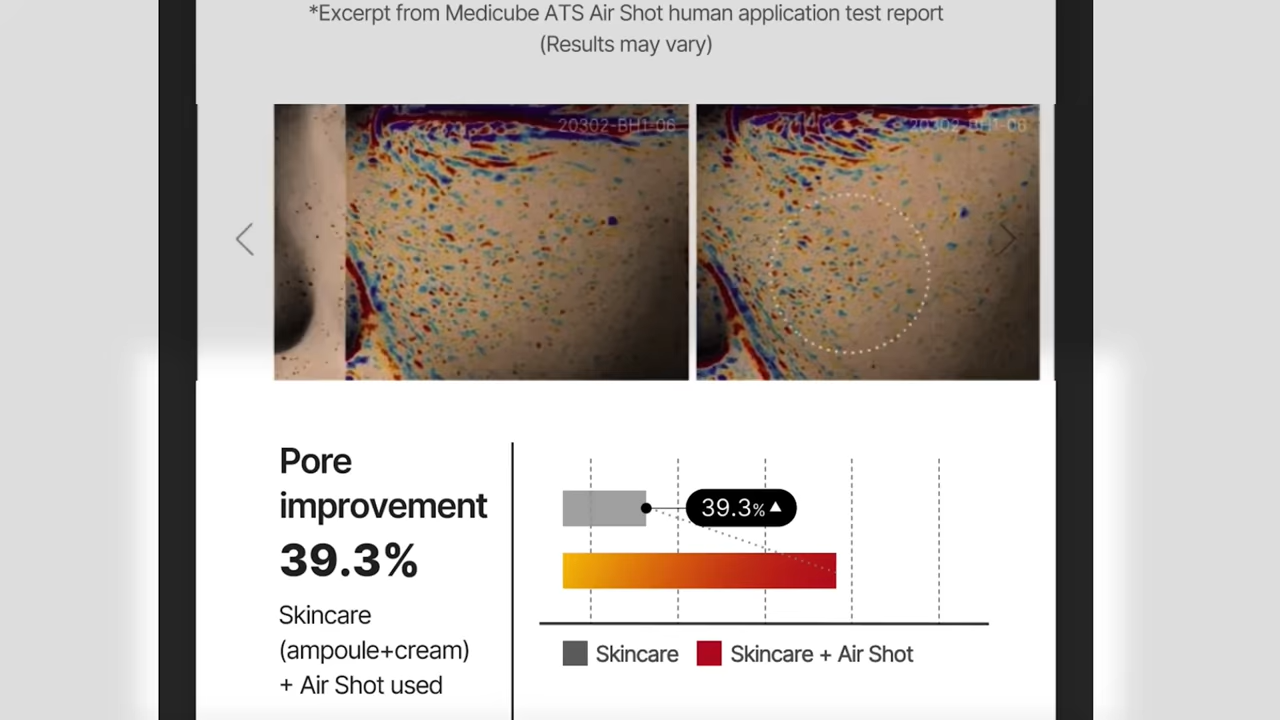 *Excerpt from Medicube ATS Air Shot human application test report
(Results may vary)
20302-BH1-06
20302-BH1-06
Pore
improvement
39.3%
Skincare
(ampoule+cream)
+ Air Shot used
39.3%▲
Skincare
Skincare + Air Shot